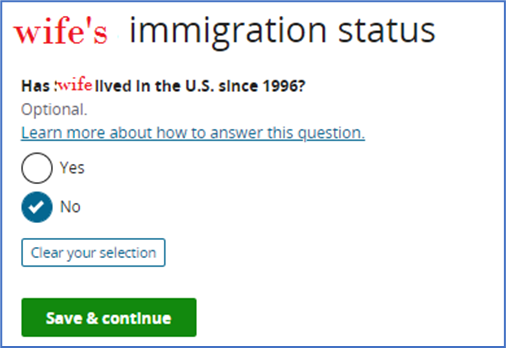 wife's immigration status
Has wife lived in the U.S. since 1996?
Optional.
Learn more about how to answer this question.
Yes
No
Clear your selection
Save & continue